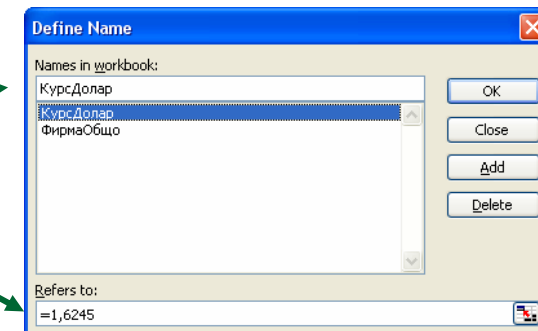 Define Name
Names in workbook:
КурсДолар
OK
КурсДолар
ФирмаОбщо
Close
Add
Delete
Refers to:
=1,6245